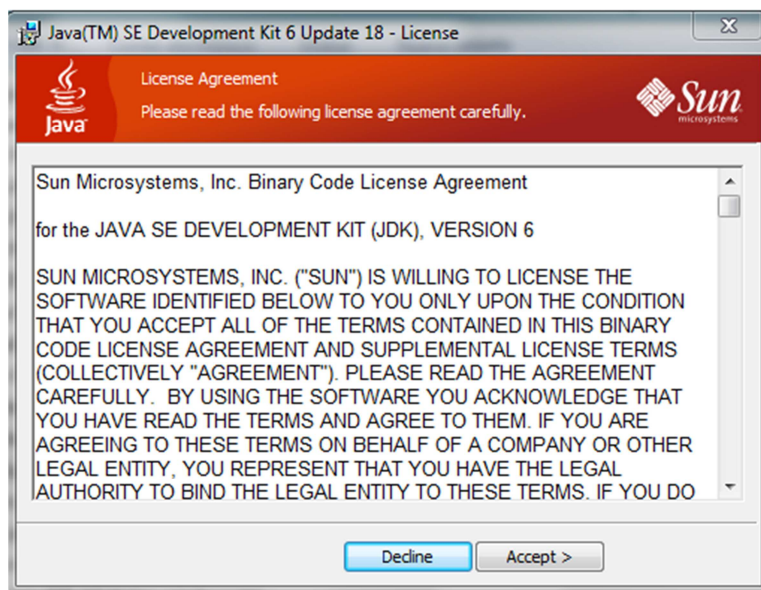 Java(TM) SE Development Kit 6 Update 18 - License
License Agreement
Please read the following license agreement carefully.
Java
Sun
microsystems
Sun Microsystems, Inc. Binary Code License Agreement
for the JAVA SE DEVELOPMENT KIT (JDK), VERSION 6
SUN MICROSYSTEMS, INC. ("SUN") IS WILLING TO LICENSE THE
SOFTWARE IDENTIFIED BELOW TO YOU ONLY UPON THE CONDITION
THAT YOU ACCEPT ALL OF THE TERMS CONTAINED IN THIS BINARY
CODE LICENSE AGREEMENT AND SUPPLEMENTAL LICENSE TERMS
(COLLECTIVELY "AGREEMENT"). PLEASE READ THE AGREEMENT
CAREFULLY.  BY USING THE SOFTWARE YOU ACKNOWLEDGE THAT
YOU HAVE READ THE TERMS AND AGREE TO THEM. IF YOU ARE
AGREEING TO THESE TERMS ON BEHALF OF A COMPANY OR OTHER
LEGAL ENTITY, YOU REPRESENT THAT YOU HAVE THE LEGAL
AUTHORITY TO BIND THE LEGAL ENTITY TO THESE TERMS. IF YOU DO
Decline
Accept >